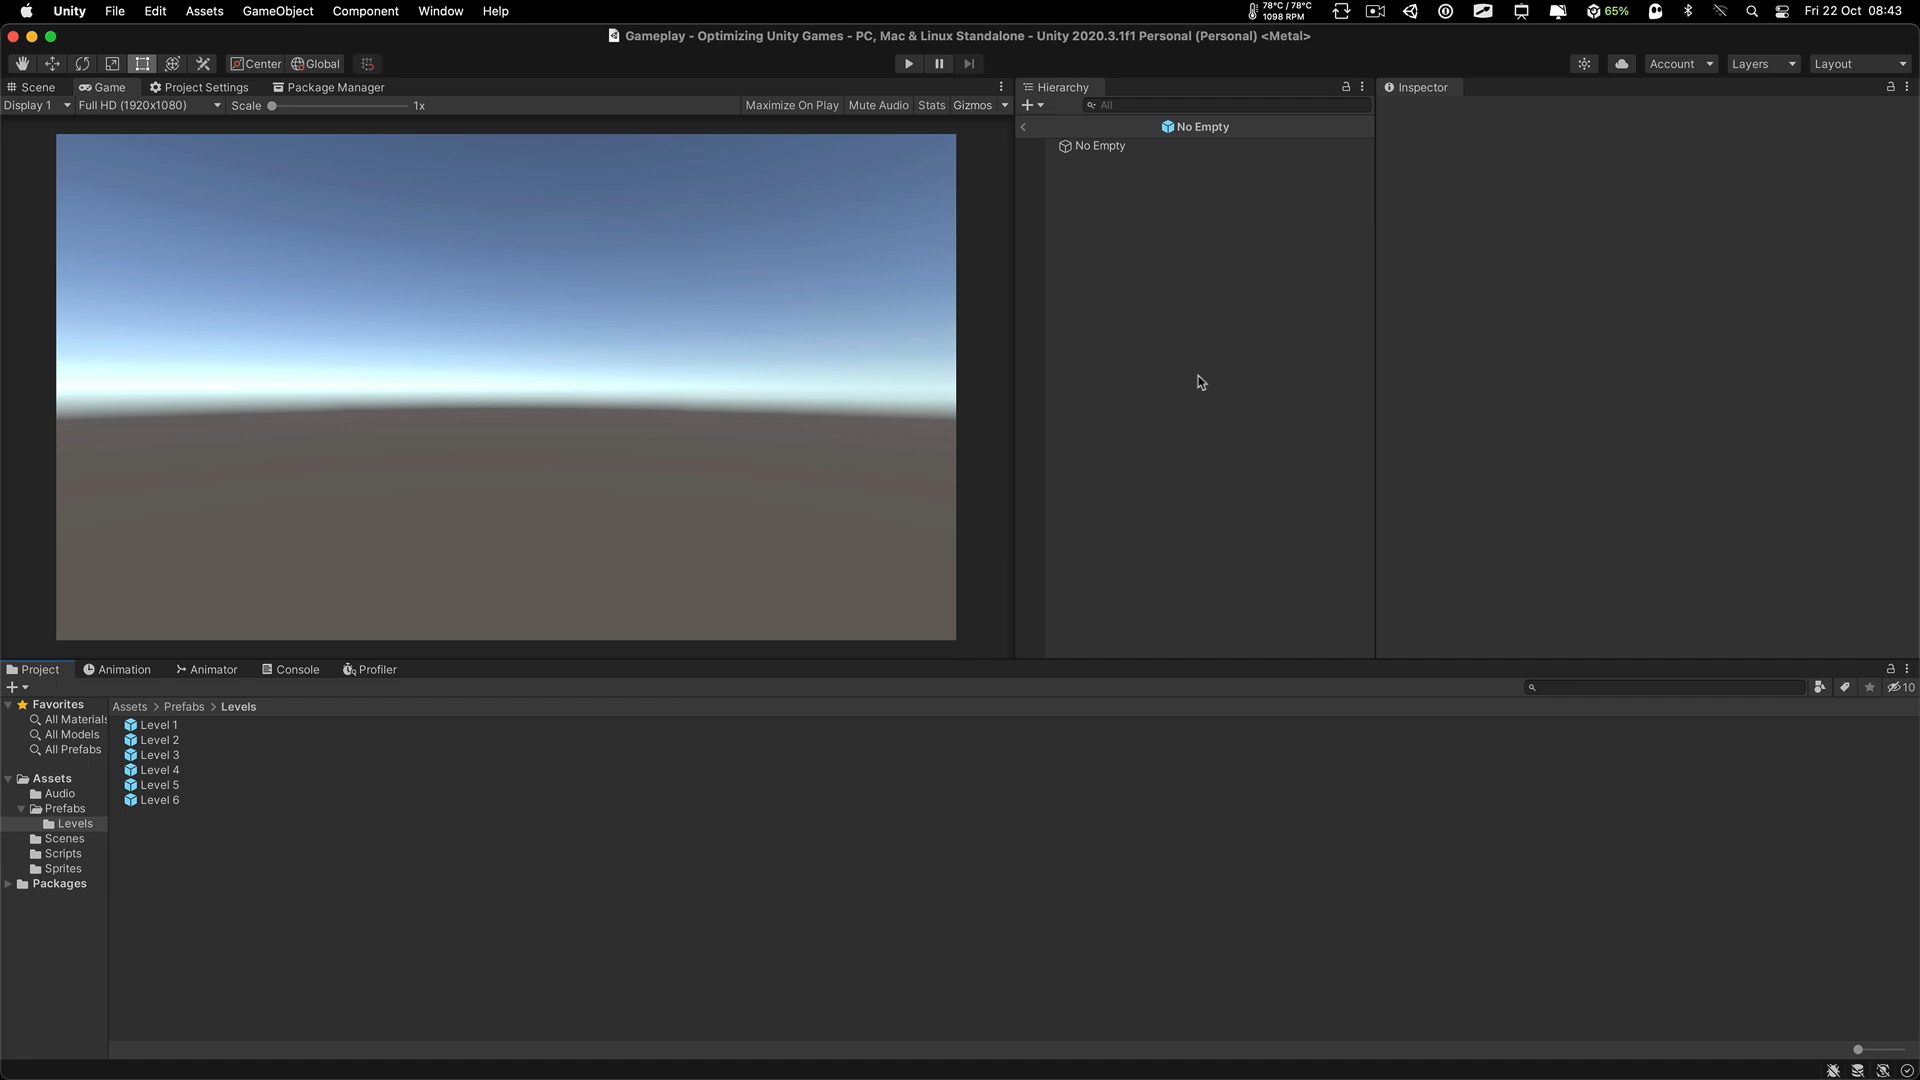 Unity File Edit Assets GameObject Component Window Help
78°C / 78°C
1098 RPM
65%
Fri 22 Oct 08:43
Gameplay - Optimizing Unity Games - PC, Mac & Linux Standalone - Unity 2020.3.1f1 Personal (Personal) <Metal>
Center Global
Account Layers Layout
Scene Game Project Settings Package Manager
Hierarchy
Inspector
Display 1 Full HD (1920x1080) Scale 1x
Maximize On Play Mute Audio Stats Gizmos
All
No Empty
No Empty
Project Animation Animator Console Profiler
10
Favorites
All Materials
All Models
All Prefabs
Assets
Audio
Prefabs
Levels
Scenes
Scripts
Sprites
Packages
Assets > Prefabs > Levels
Level 1
Level 2
Level 3
Level 4
Level 5
Level 6